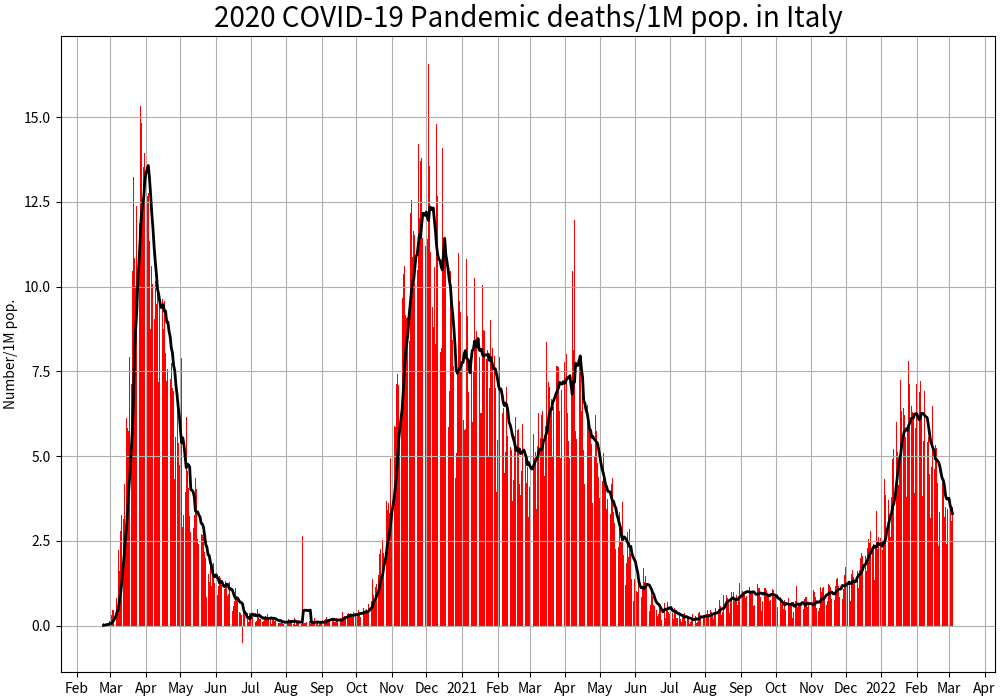 2020 COVID-19 Pandemic deaths/1M pop. in Italy
Number/1M pop.
15.0
12.5
10.0
7.5
5.0
2.5
0.0
Feb Mar Apr May Jun Jul Aug Sep Oct Nov Dec 2021 Feb Mar Apr May Jun Jul Aug Sep Oct Nov Dec 2022 Feb Mar Apr